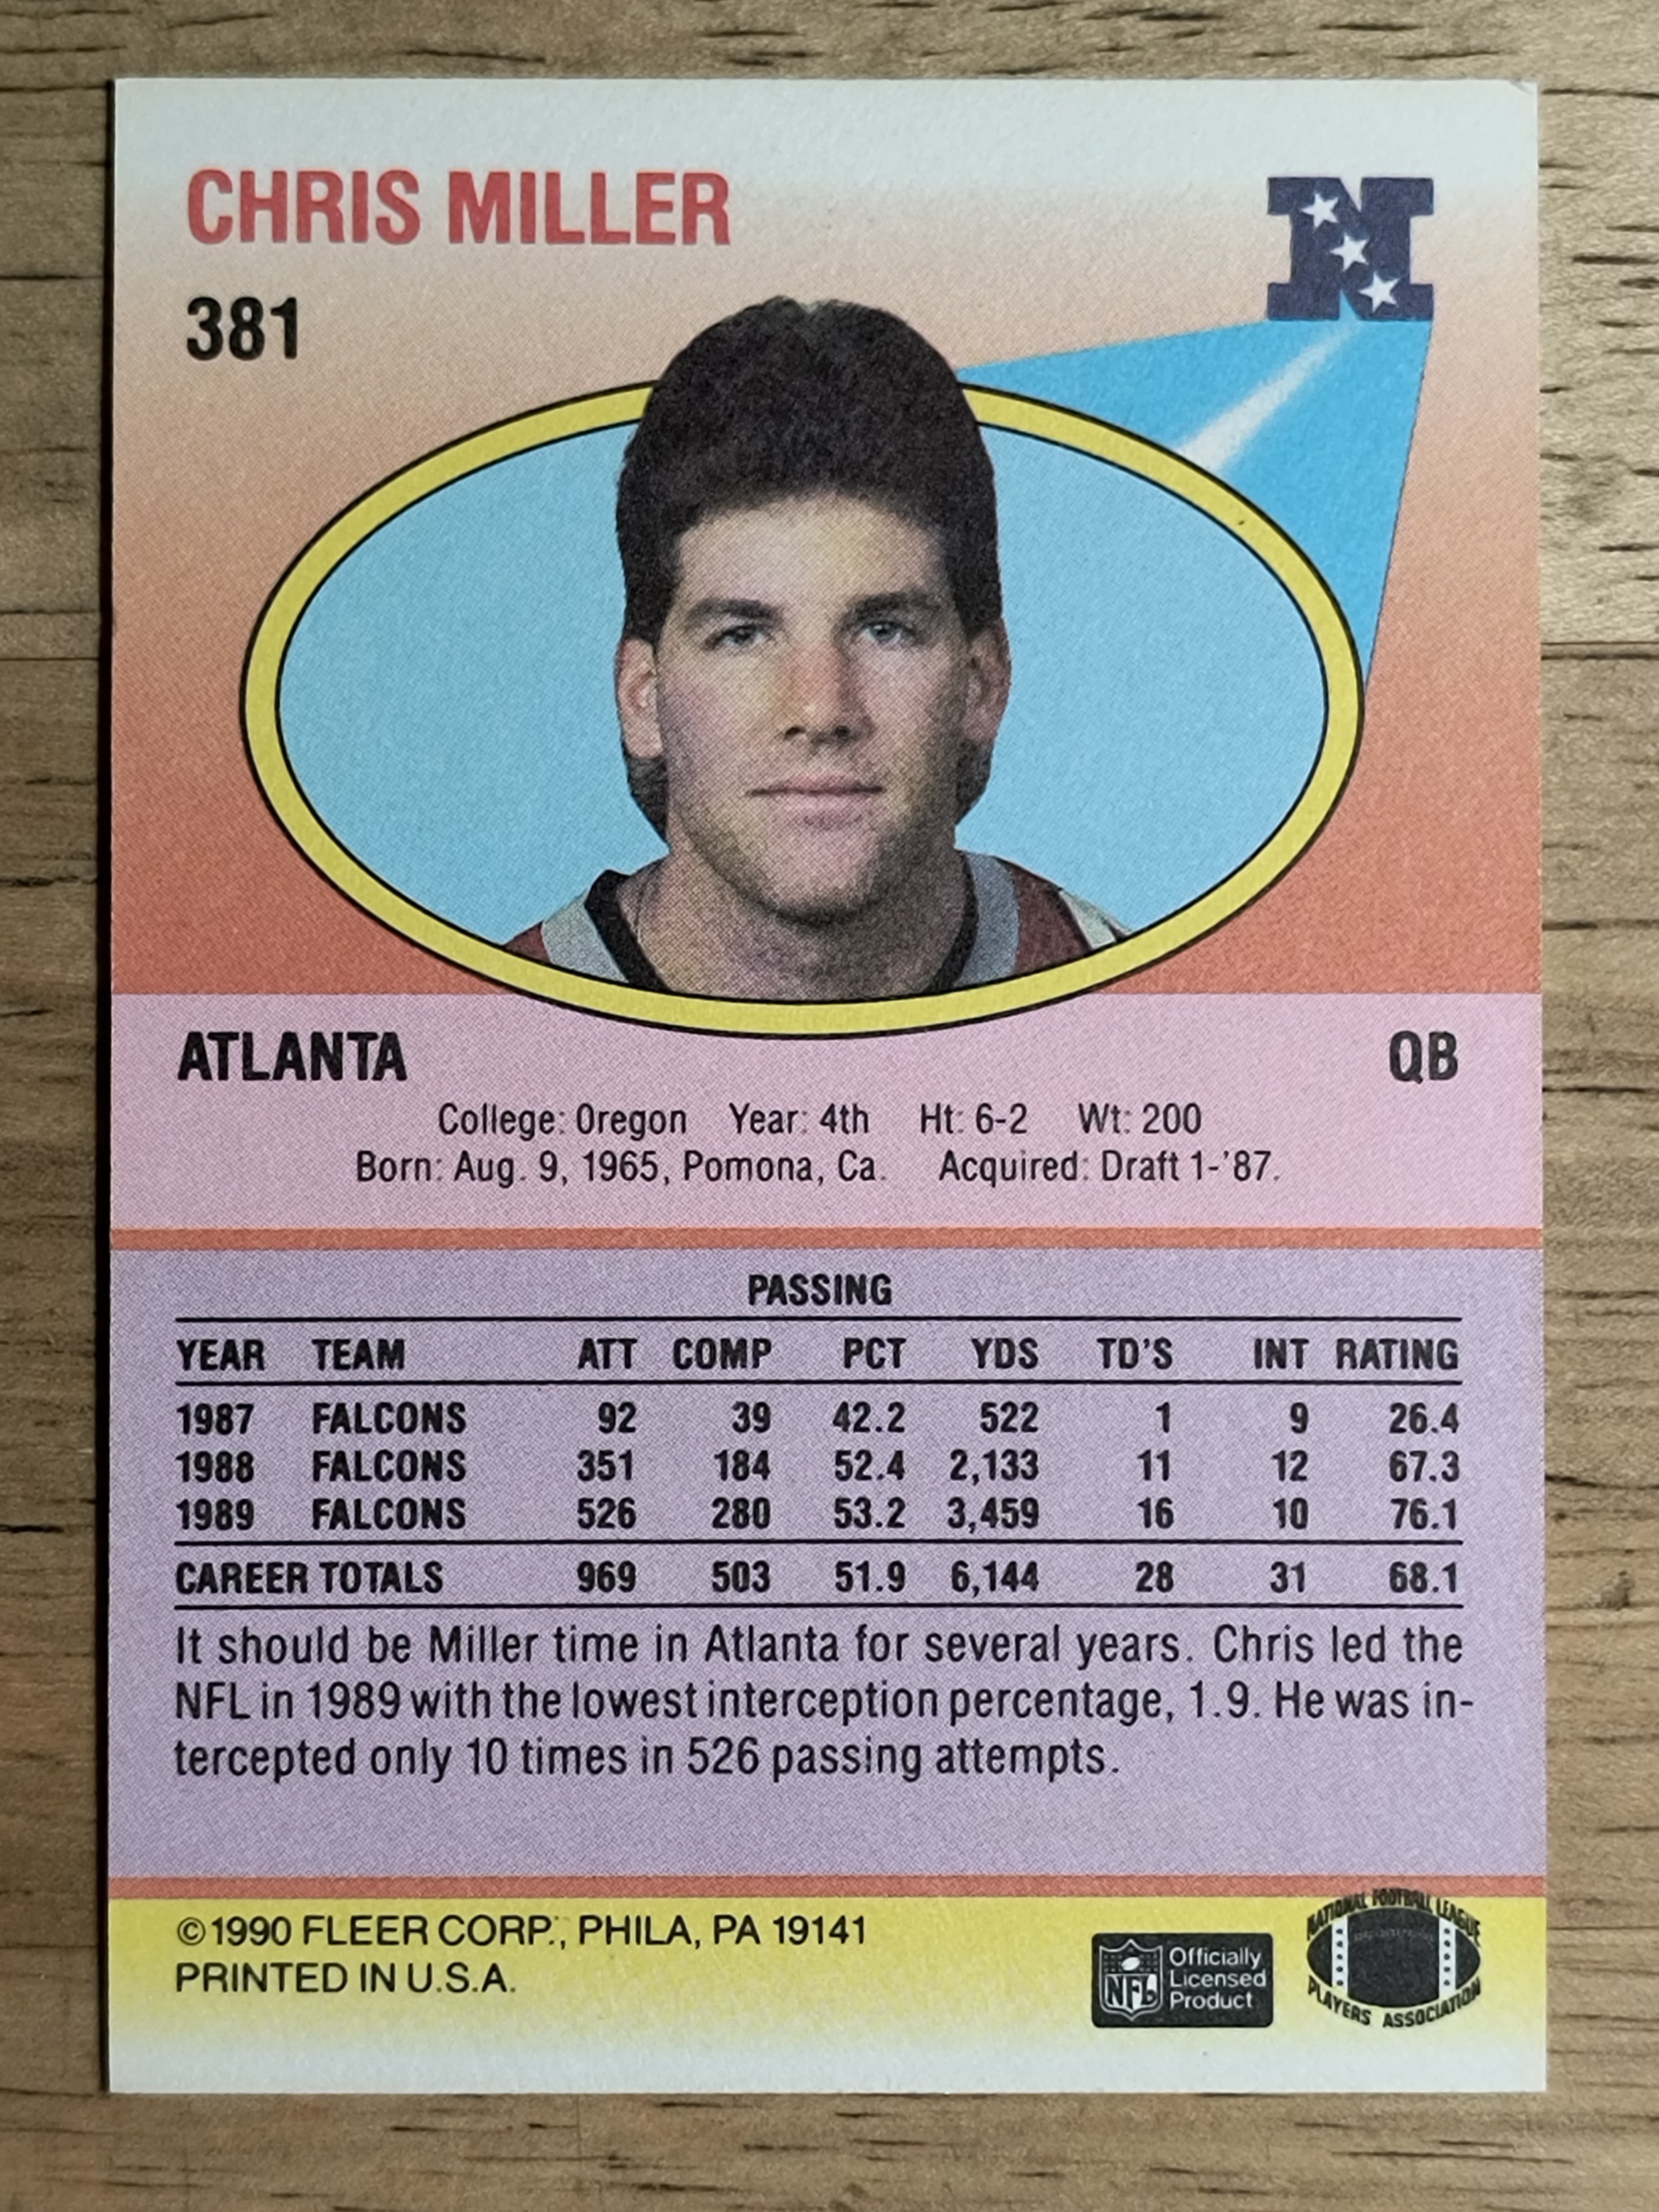 CHRIS MILLER
381
N
ATLANTA QB
College: Oregon Year: 4th Ht: 6-2 Wt: 200
Born: Aug. 9, 1965, Pomona, Ca. Acquired: Draft 1-'87.
PASSING
YEAR TEAM ATT COMP PCT YDS TD'S INT RATING
1987 FALCONS 92 39 42.2 522 1 9 26.4
1988 FALCONS 351 184 52.4 2,133 11 12 67.3
1989 FALCONS 526 280 53.2 3,459 16 10 76.1
CAREER TOTALS 969 503 51.9 6,144 28 31 68.1
It should be Miller time in Atlanta for several years. Chris led the
NFL in 1989 with the lowest interception percentage, 1.9. He was in-
tercepted only 10 times in 526 passing attempts.
©1990 FLEER CORP., PHILA, PA 19141
PRINTED IN U.S.A.
NFL
Officially
Licensed
Product
NATIONAL FOOTBALL LEAGUE
PLAYERS ASSOCIATION